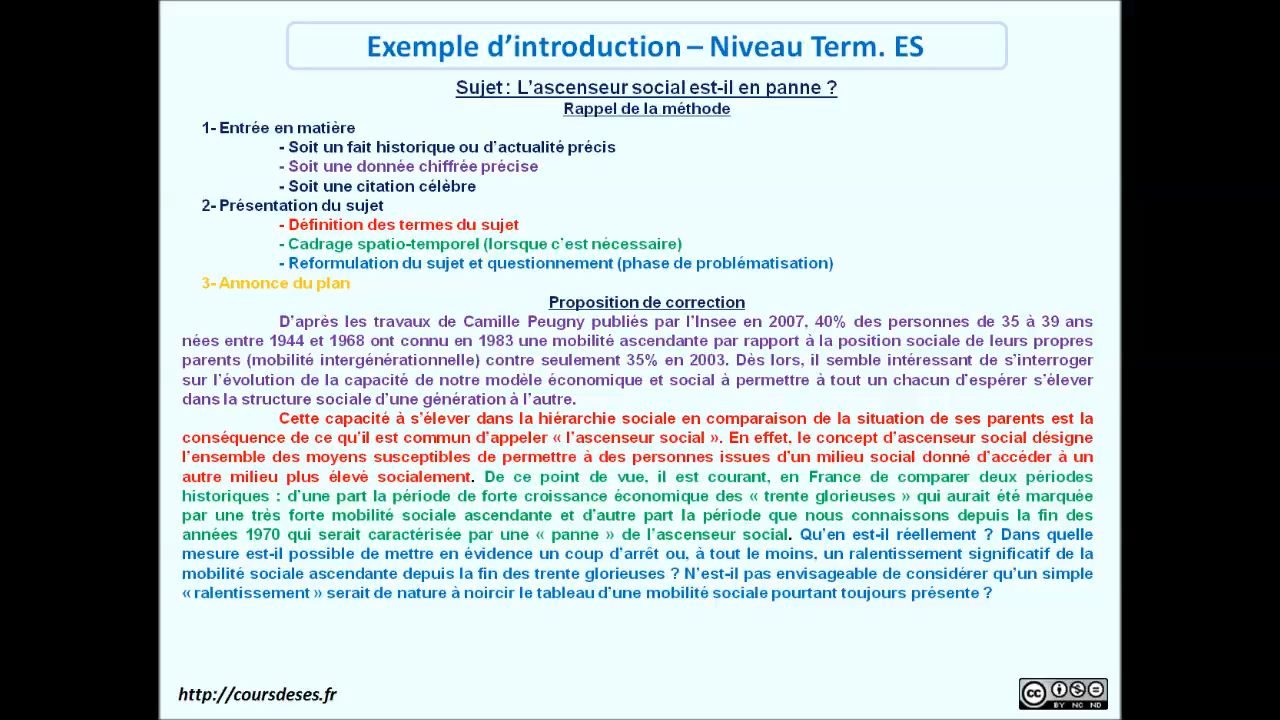 Exemple d'introduction – Niveau Term. ES
Sujet : L'ascenseur social est-il en panne ?
Rappel de la méthode
1- Entrée en matière
- Soit un fait historique ou d'actualité précis
- Soit une donnée chiffrée précise
- Soit une citation célèbre
2- Présentation du sujet
- Définition des termes du sujet
- Cadrage spatio-temporel (lorsque c'est nécessaire)
- Reformulation du sujet et questionnement (phase de problématisation)
3- Annonce du plan
Proposition de correction
D'après les travaux de Camille Peugny publiés par l'Insee en 2007, 40% des personnes de 35 à 39 ans
nées entre 1944 et 1968 ont connu en 1983 une mobilité ascendante par rapport à la position sociale de leurs propres
parents (mobilité intergénérationnelle) contre seulement 35% en 2003. Dès lors, il semble intéressant de s'interroger
sur l'évolution de la capacité de notre modèle économique et social à permettre à tout un chacun d'espérer s'élever
dans la structure sociale d'une génération à l'autre.
Cette capacité à s'élever dans la hiérarchie sociale en comparaison de la situation de ses parents est la
conséquence de ce qu'il est commun d'appeler « l'ascenseur social ». En effet, le concept d'ascenseur social désigne
l'ensemble des moyens susceptibles de permettre à des personnes issues d'un milieu social donné d'accéder à un
autre milieu plus élevé socialement. De ce point de vue, il est courant, en France de comparer deux périodes
historiques : d'une part la période de forte croissance économique des « trente glorieuses » qui aurait été marquée
par une très forte mobilité sociale ascendante et d'autre part la période que nous connaissons depuis la fin des
années 1970 qui serait caractérisée par une « panne » de l'ascenseur social. Qu'en est-il réellement ? Dans quelle
mesure est-il possible de mettre en évidence un coup d'arrêt ou, à tout le moins, un ralentissement significatif de la
mobilité sociale ascendante depuis la fin des trente glorieuses ? N'est-il pas envisageable de considérer qu'un simple
« ralentissement » serait de nature à noircir le tableau d'une mobilité sociale pourtant toujours présente ?
http://coursdeses.fr
cc BY NC ND